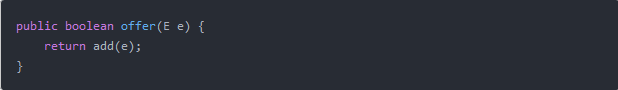 public boolean offer(E e) {
    return add(e);
}